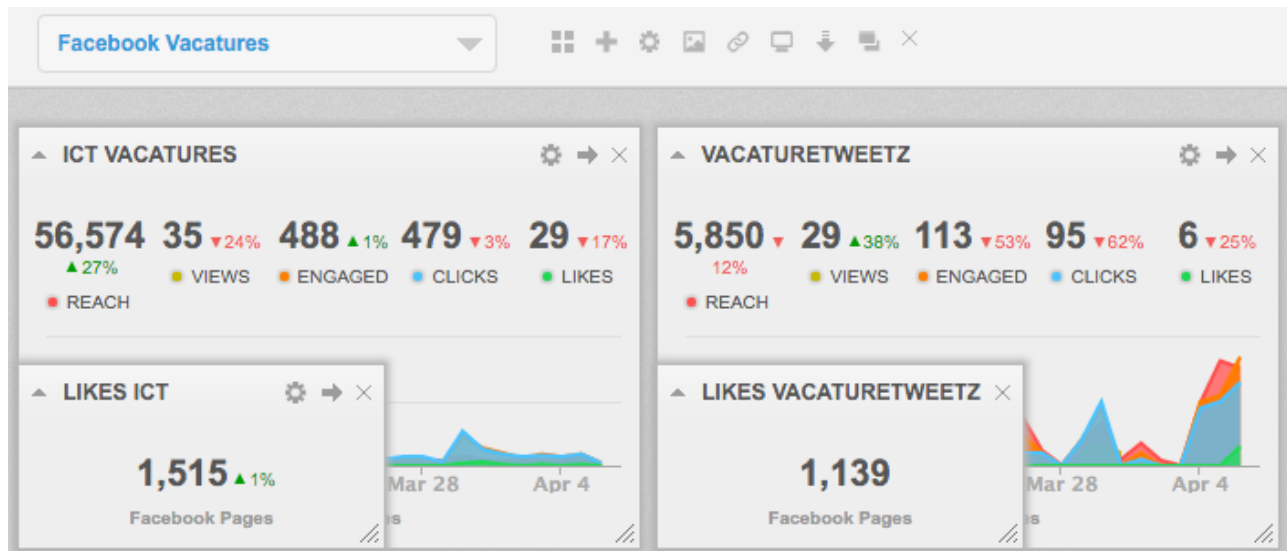 Facebook Vacatures
ICT VACATURES
56,574 ▲27%
REACH
35 ▼24%
VIEWS
488 ▲1%
ENGAGED
479 ▼3%
CLICKS
29 ▼17%
LIKES
LIKES ICT
1,515 ▲1%
Facebook Pages
Mar 28
Apr 4
VACATURETWEETZ
5,850 ▼
12%
REACH
29 ▲38%
VIEWS
113 ▼53%
ENGAGED
95 ▼62%
CLICKS
6 ▼25%
LIKES
LIKES VACATURETWEETZ
1,139
Facebook Pages
Mar 28
Apr 4